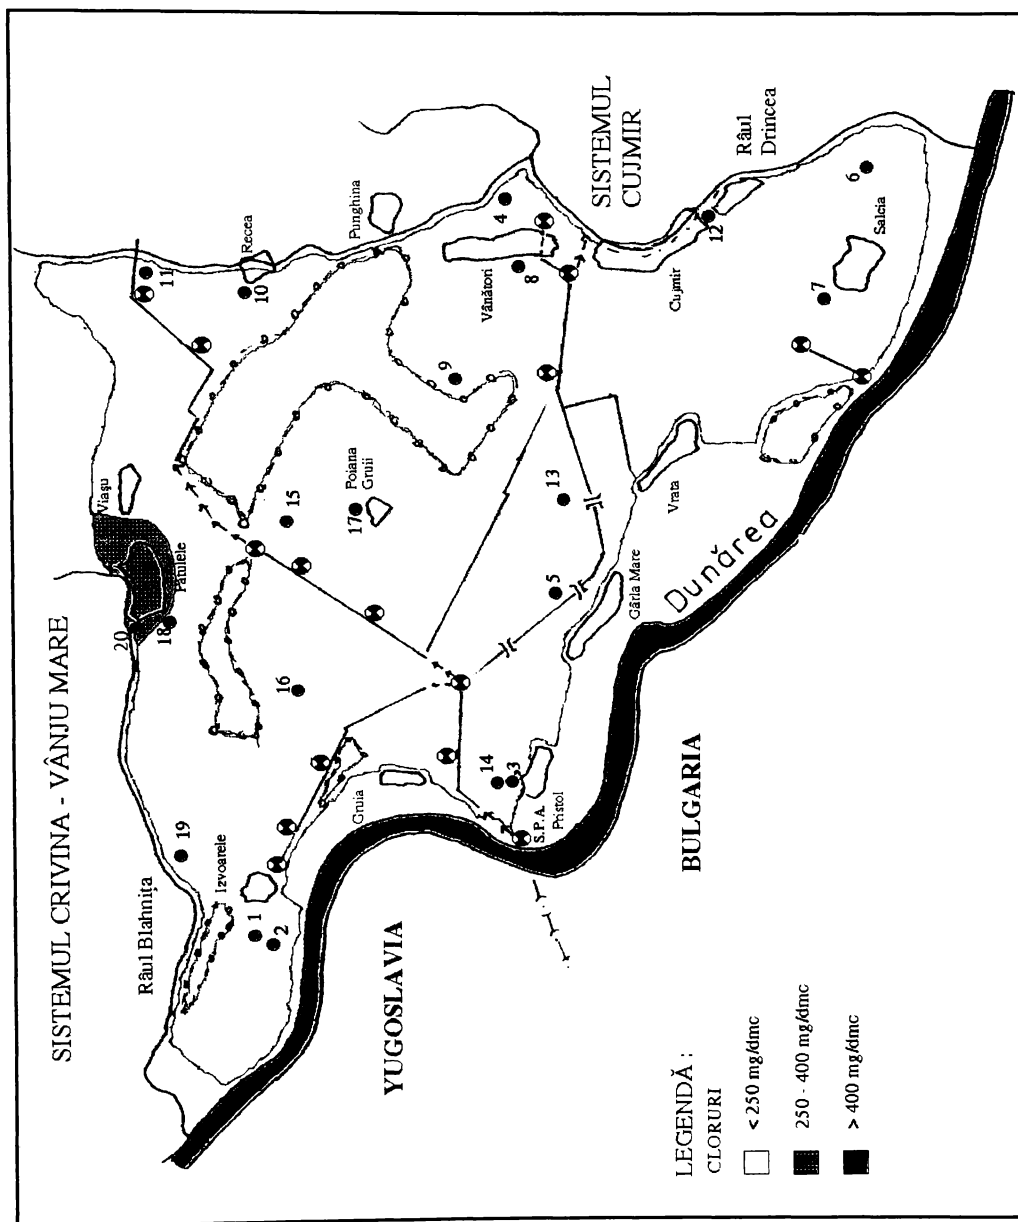 SISTEMUL CRIVINA - VÂNJU MARE
Râul Blahnița
19
Izvoarele
1
2
20
18
Pătulele
Viașu
16
15
17
Poiana
Gruii
11
10
Recea
Punghina
9
Vânători
8
4
SISTEMUL
CUJMIR
Cujmir
12
Râul
Drincea
6
7
Salcia
13
5
Vrata
Gârla Mare
Dunărea
Gruia
14
3
S.P.A.
Pristol
YUGOSLAVIA
BULGARIA
LEGENDĂ :
CLORURI
< 250 mg/dmc
250 - 400 mg/dmc
> 400 mg/dmc